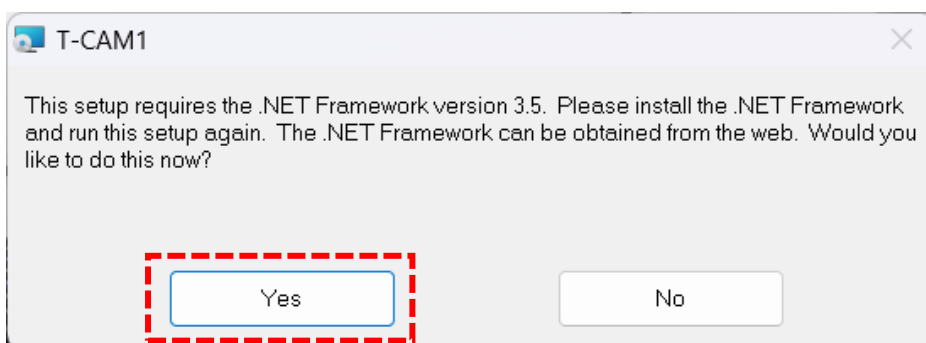 T-CAM1
This setup requires the .NET Framework version 3.5.  Please install the .NET Framework
and run this setup again.  The .NET Framework can be obtained from the web.  Would you
like to do this now?
Yes
No